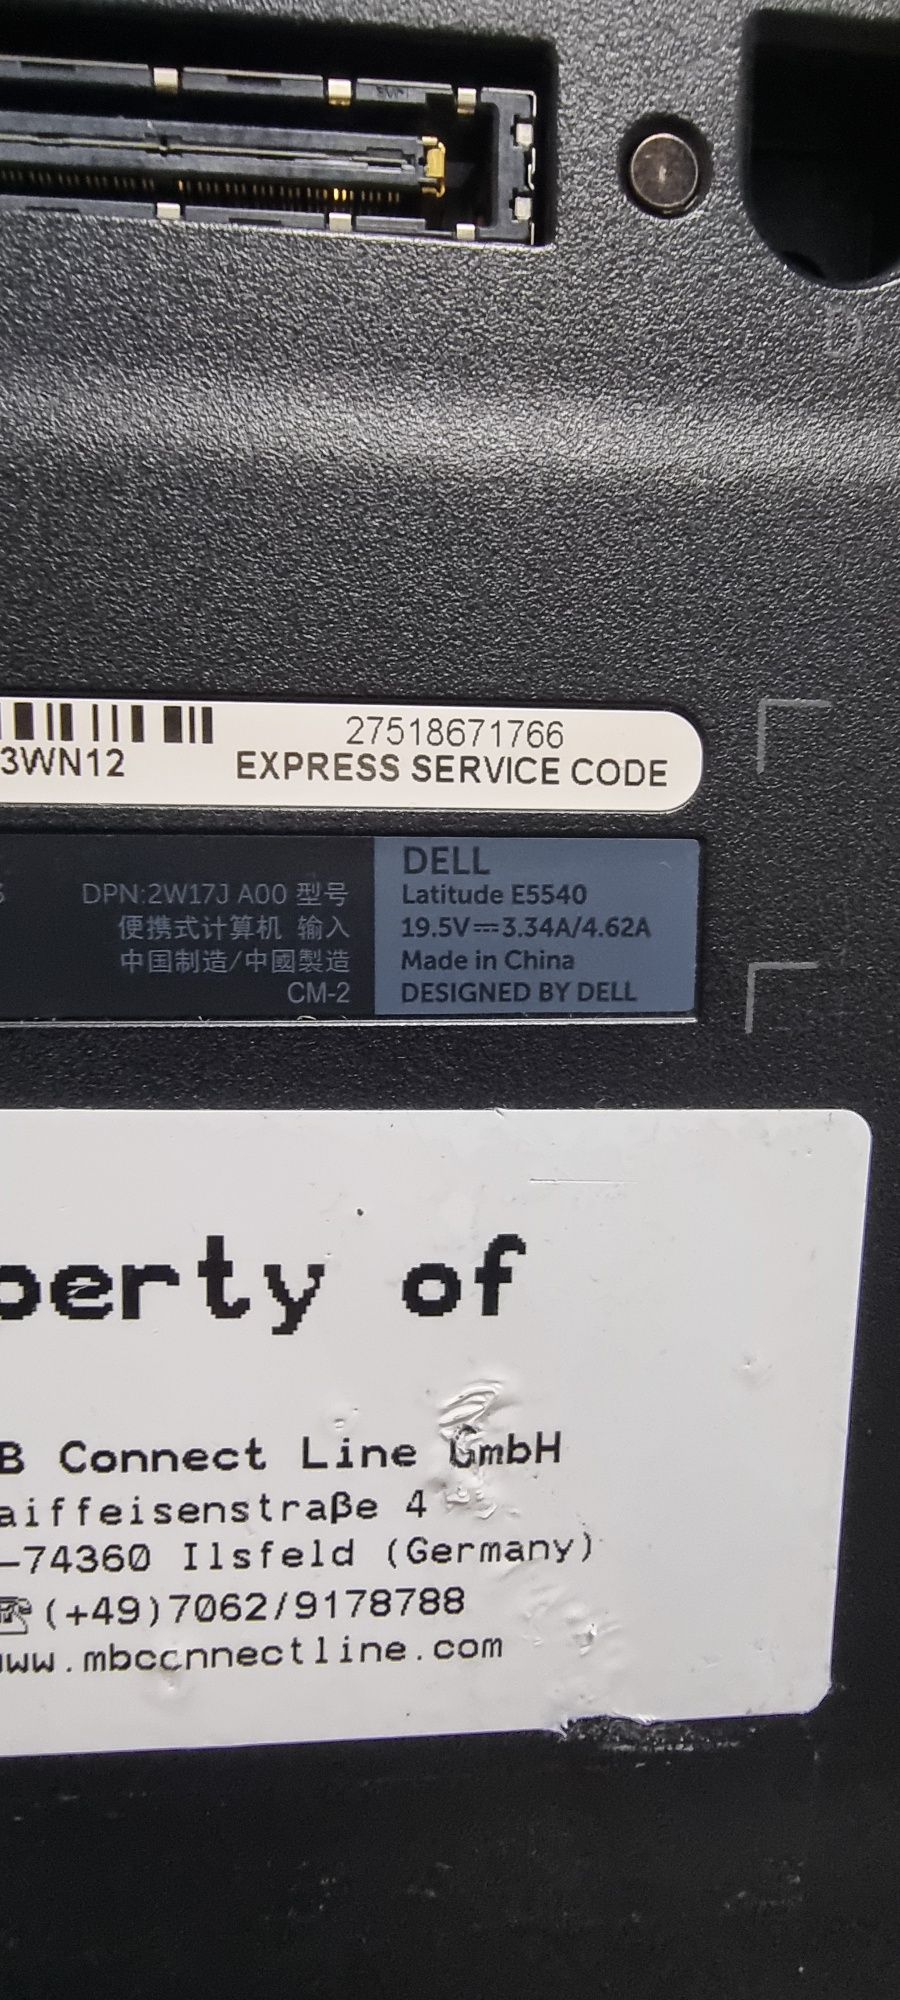 27518671766
3WN12 EXPRESS SERVICE CODE
DPN:2W17J A00 型号
便携式计算机 输入
中国制造/中國製造
CM-2
DELL
Latitude E5540
19.5V⎓3.34A/4.62A
Made in China
DESIGNED BY DELL
perty of
B Connect Line GmbH
aiffeisenstraße 4
-74360 Ilsfeld (Germany)
☏(+49)7062/9178788
www.mbconnectline.com